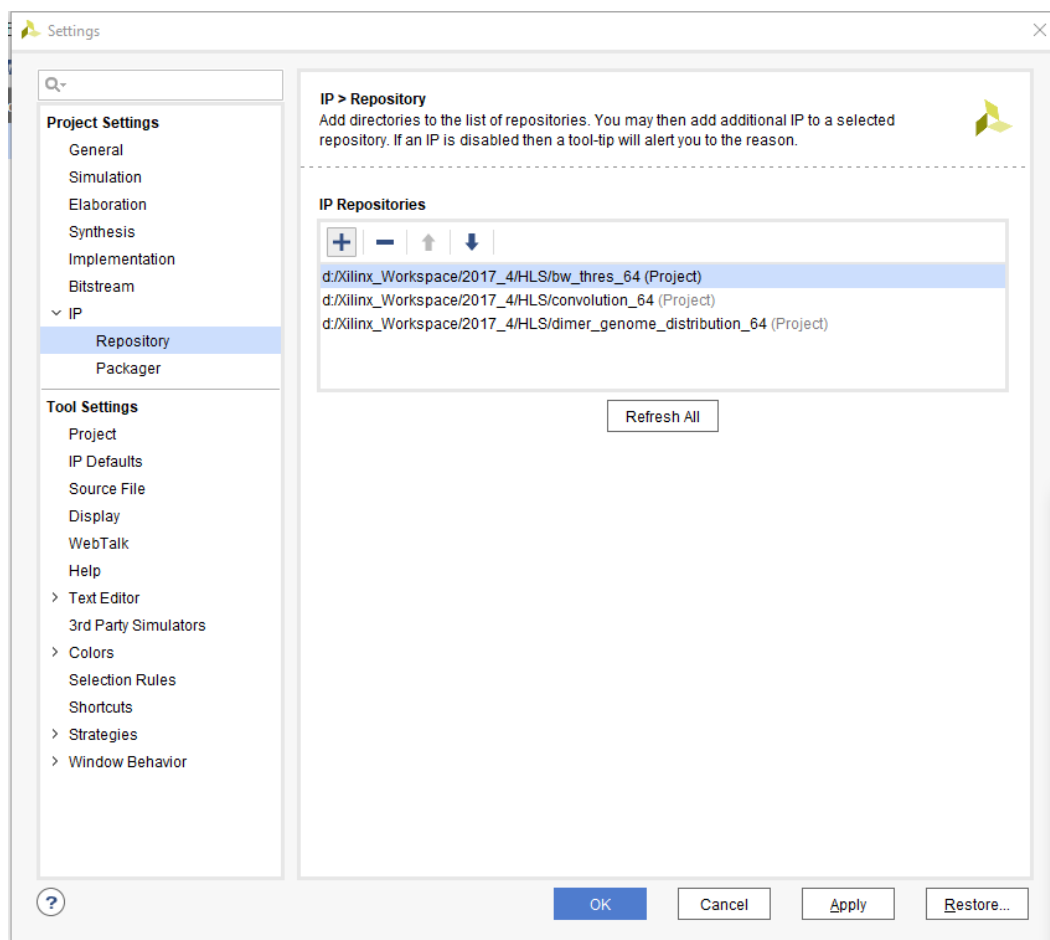 Settings
Project Settings
General
Simulation
Elaboration
Synthesis
Implementation
Bitstream
IP
Repository
Packager
Tool Settings
Project
IP Defaults
Source File
Display
WebTalk
Help
Text Editor
3rd Party Simulators
Colors
Selection Rules
Shortcuts
Strategies
Window Behavior
IP > Repository
Add directories to the list of repositories. You may then add additional IP to a selected
repository. If an IP is disabled then a tool-tip will alert you to the reason.
IP Repositories
d:/Xilinx_Workspace/2017_4/HLS/bw_thres_64 (Project)
d:/Xilinx_Workspace/2017_4/HLS/convolution_64 (Project)
d:/Xilinx_Workspace/2017_4/HLS/dimer_genome_distribution_64 (Project)
Refresh All
?
OK
Cancel
Apply
Restore...